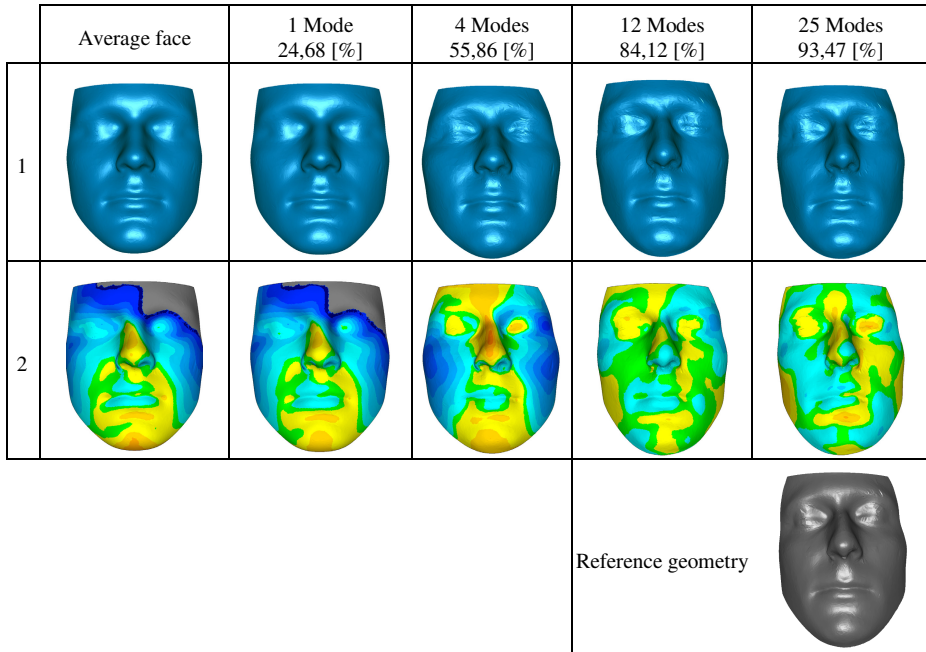 Average face
1 Mode
24,68 [%]
4 Modes
55,86 [%]
12 Modes
84,12 [%]
25 Modes
93,47 [%]
1
2
Reference geometry